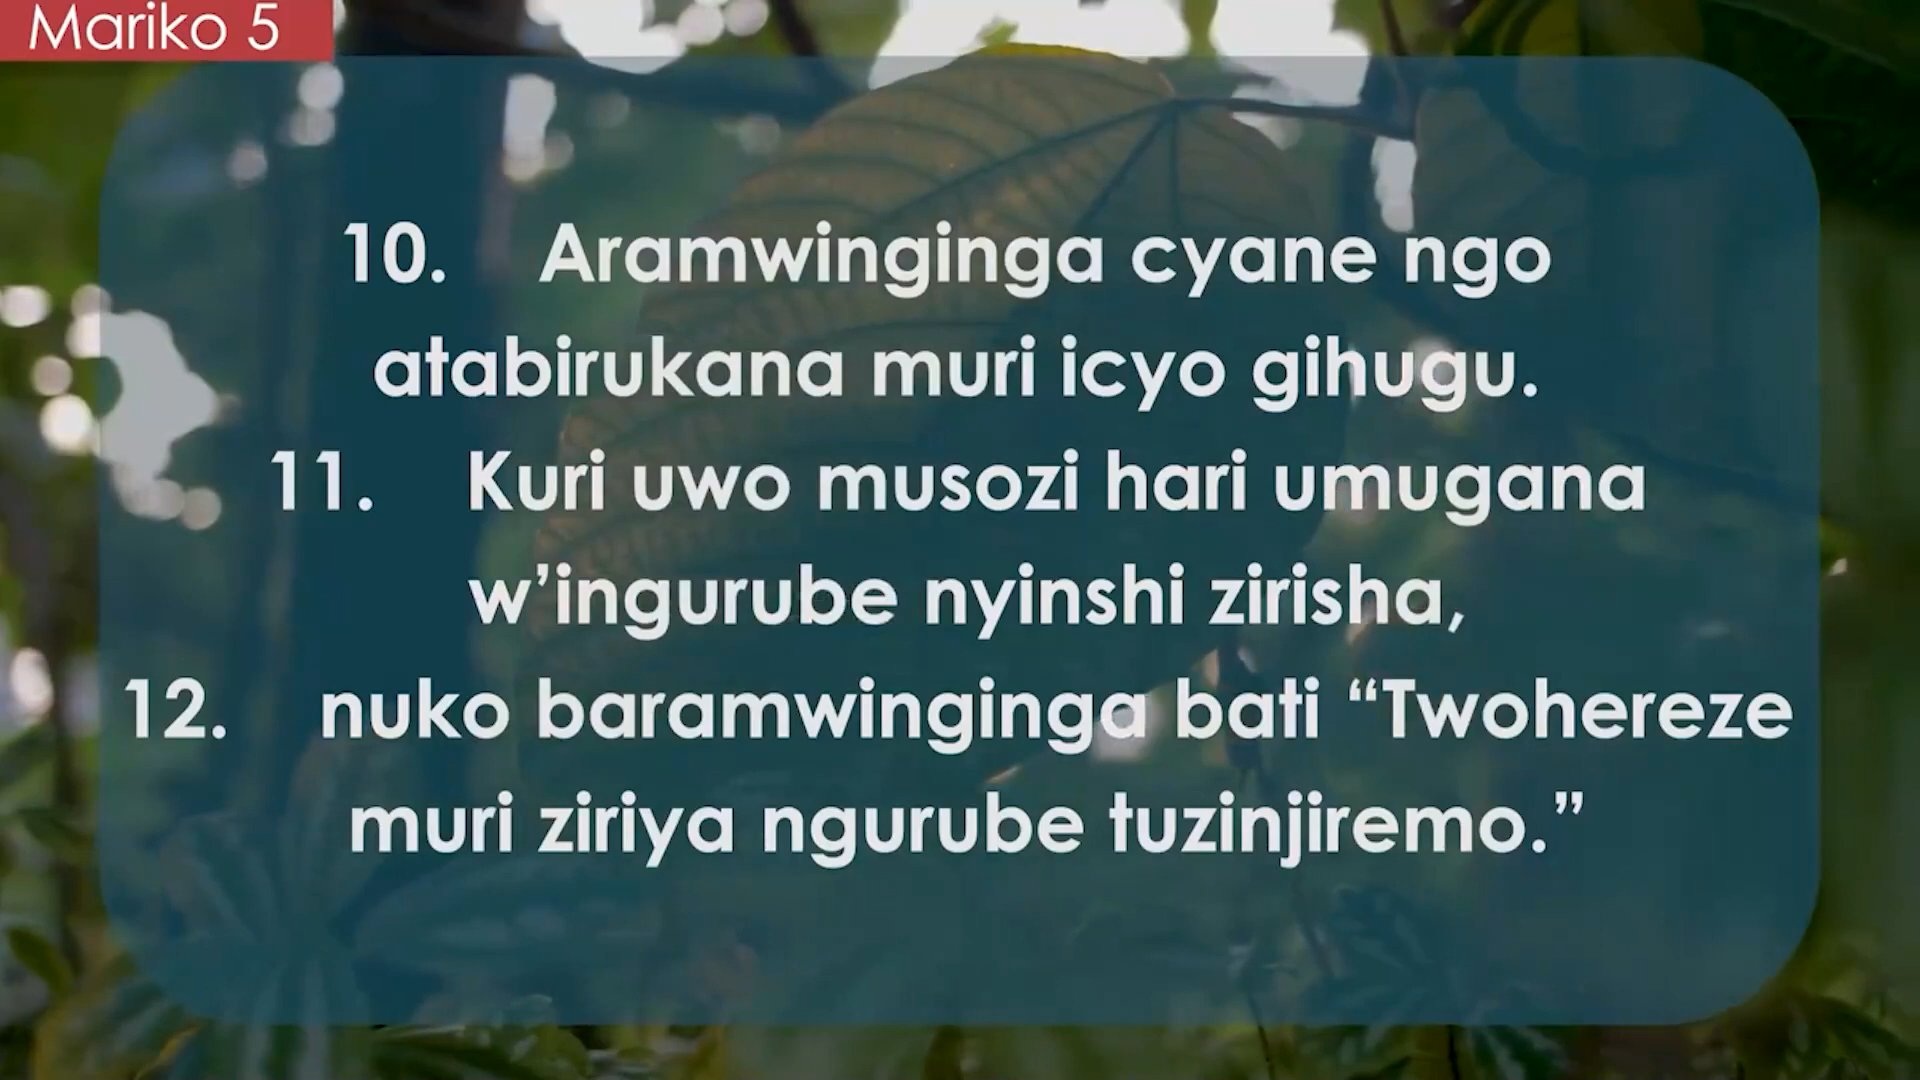 Mariko 5
10. Aramwinginga cyane ngo
atabirukana muri icyo gihugu.
11. Kuri uwo musozi hari umugana
w’ingurube nyinshi zirisha,
12. nuko baramwinginga bati “Twohereze
muri ziriya ngurube tuzinjiremo.”